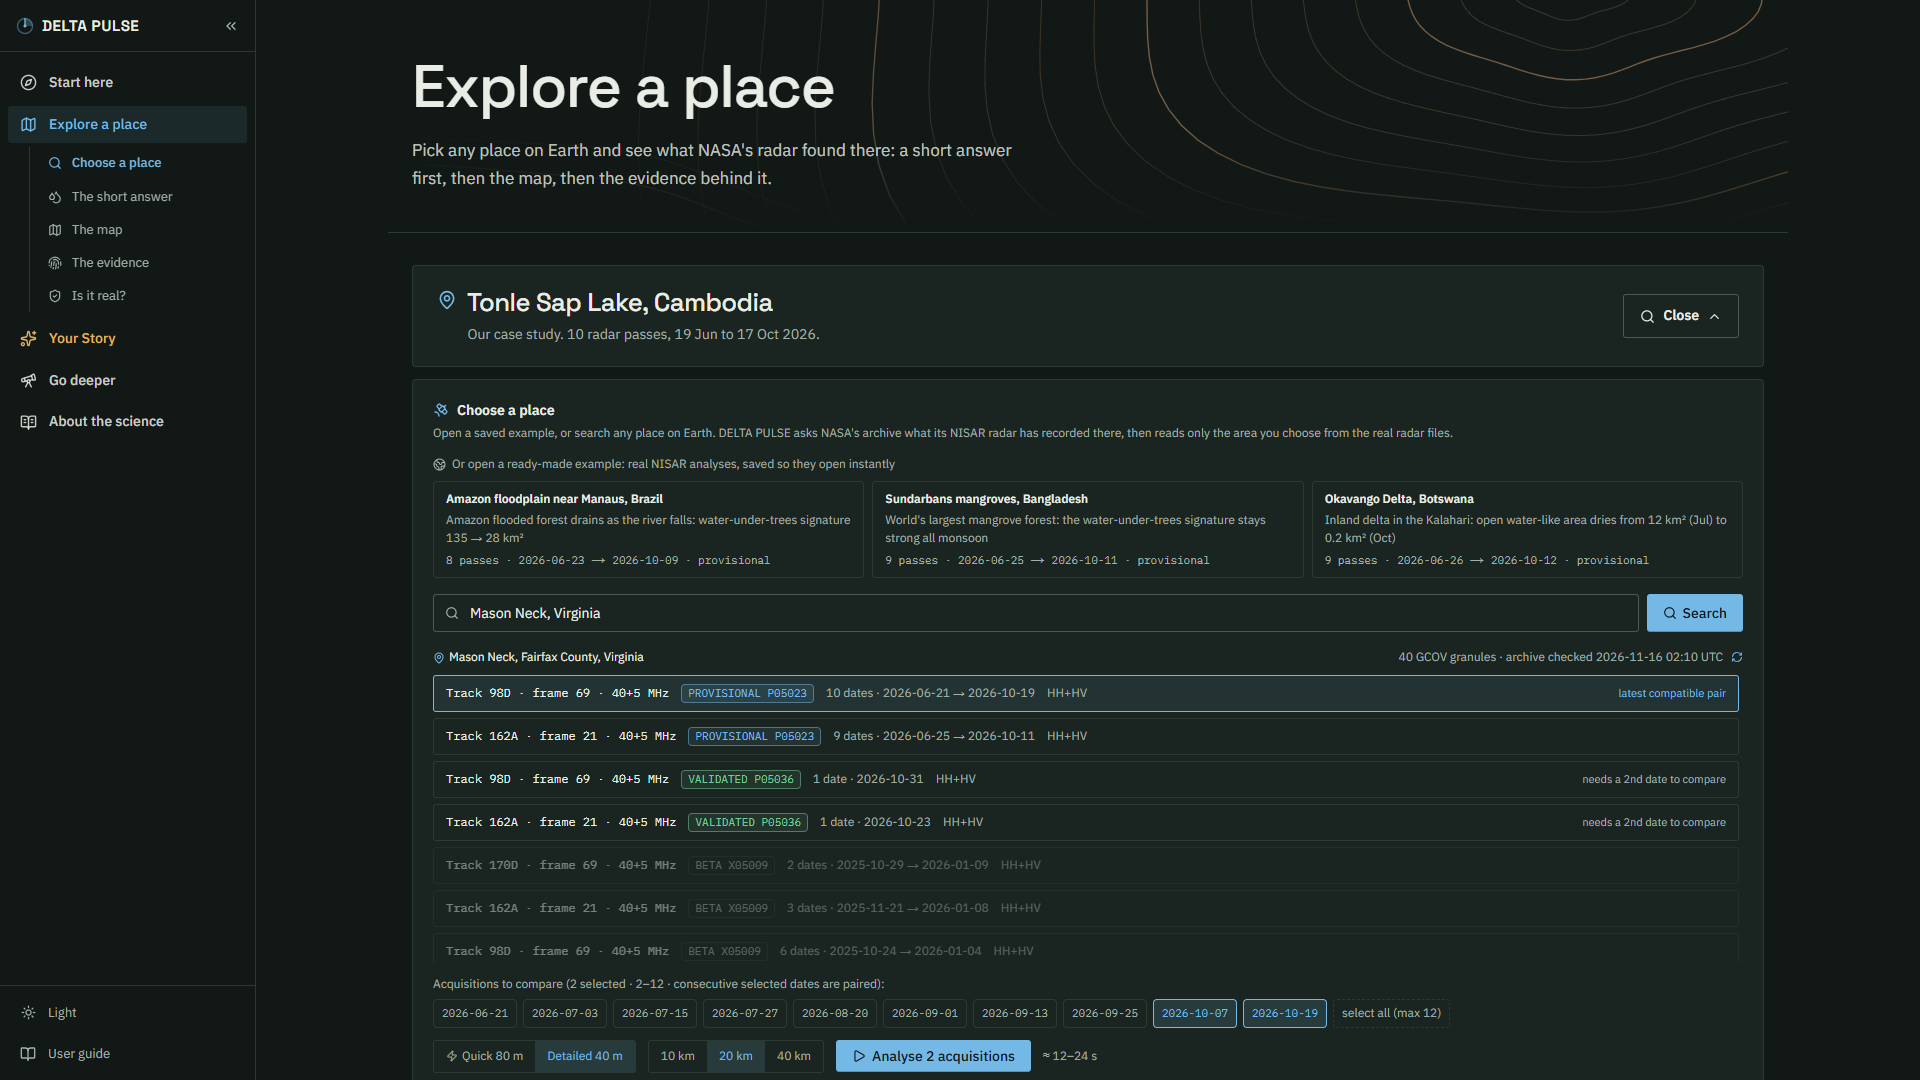 DELTA PULSE
Start here
Explore a place
Choose a place
The short answer
The map
The evidence
Is it real?
Your Story
Go deeper
About the science
Light
User guide
Explore a place
Pick any place on Earth and see what NASA's radar found there: a short answer
first, then the map, then the evidence behind it.
Tonle Sap Lake, Cambodia
Our case study. 10 radar passes, 19 Jun to 17 Oct 2026.
Close
Choose a place
Open a saved example, or search any place on Earth. DELTA PULSE asks NASA's archive what its NISAR radar has recorded there, then reads only the area you choose from the real radar files.
Or open a ready-made example: real NISAR analyses, saved so they open instantly
Amazon floodplain near Manaus, Brazil
Amazon flooded forest drains as the river falls: water-under-trees signature
135 → 28 km²
8 passes · 2026-06-23 → 2026-10-09 · provisional
Sundarbans mangroves, Bangladesh
World's largest mangrove forest: the water-under-trees signature stays
strong all monsoon
9 passes · 2026-06-25 → 2026-10-11 · provisional
Okavango Delta, Botswana
Inland delta in the Kalahari: open water-like area dries from 12 km² (Jul) to
0.2 km² (Oct)
9 passes · 2026-06-26 → 2026-10-12 · provisional
Mason Neck, Virginia
Search
Mason Neck, Fairfax County, Virginia
40 GCOV granules · archive checked 2026-11-16 02:10 UTC
Track 98D · frame 69 · 40+5 MHz PROVISIONAL P05023 10 dates · 2026-06-21 → 2026-10-19 HH+HV latest compatible pair
Track 162A · frame 21 · 40+5 MHz PROVISIONAL P05023 9 dates · 2026-06-25 → 2026-10-11 HH+HV
Track 98D · frame 69 · 40+5 MHz VALIDATED P05036 1 date · 2026-10-31 HH+HV needs a 2nd date to compare
Track 162A · frame 21 · 40+5 MHz VALIDATED P05036 1 date · 2026-10-23 HH+HV needs a 2nd date to compare
Track 170D · frame 69 · 40+5 MHz BETA X05009 2 dates · 2025-10-29 → 2026-01-09 HH+HV
Track 162A · frame 21 · 40+5 MHz BETA X05009 3 dates · 2025-11-21 → 2026-01-08 HH+HV
Track 98D · frame 69 · 40+5 MHz BETA X05009 6 dates · 2025-10-24 → 2026-01-04 HH+HV
Acquisitions to compare (2 selected · 2–12 · consecutive selected dates are paired):
2026-06-21 2026-07-03 2026-07-15 2026-07-27 2026-08-20 2026-09-01 2026-09-13 2026-09-25 2026-10-07 2026-10-19 select all (max 12)
Quick 80 m Detailed 40 m 10 km 20 km 40 km Analyse 2 acquisitions ≈ 12–24 s